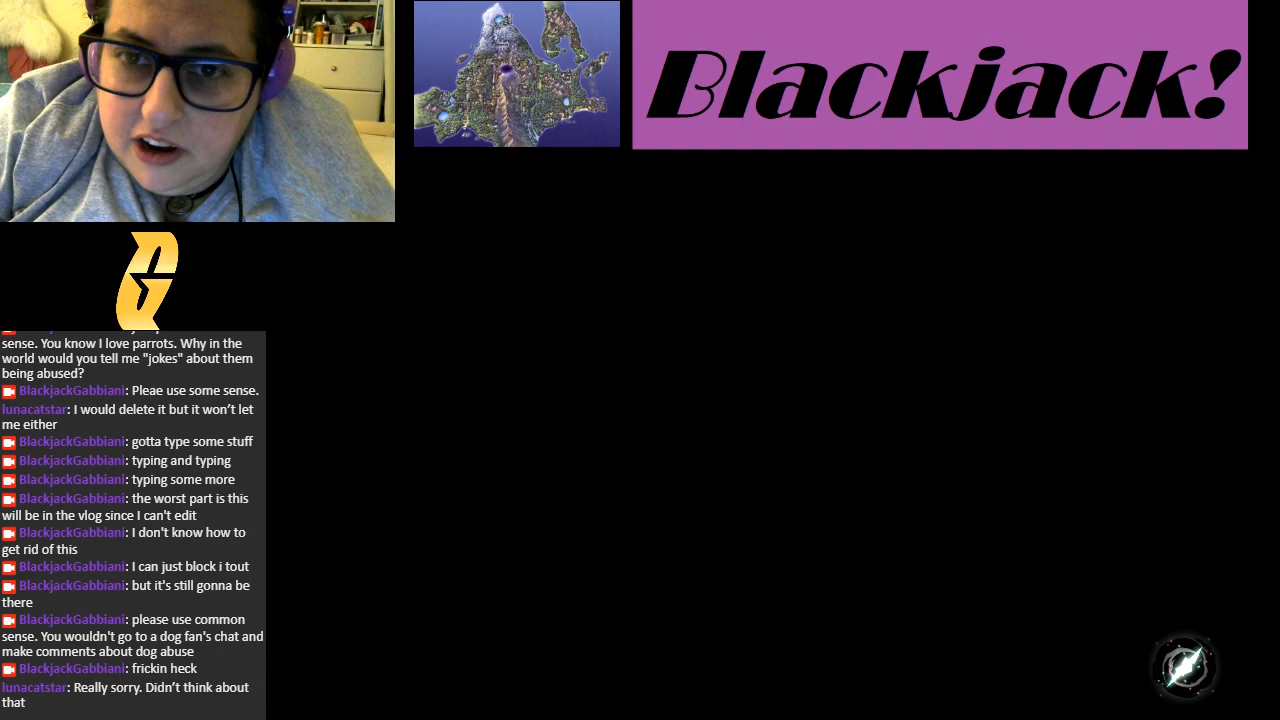 Blackjack!
G
sense. You know I love parrots. Why in the
world would you tell me "jokes" about them
being abused?
BlackjackGabbiani: Pleae use some sense.
lunacatstar: I would delete it but it won’t let
me either
BlackjackGabbiani: gotta type some stuff
BlackjackGabbiani: typing and typing
BlackjackGabbiani: typing some more
BlackjackGabbiani: the worst part is this
will be in the vlog since I can't edit
BlackjackGabbiani: I don't know how to
get rid of this
BlackjackGabbiani: I can just block i tout
BlackjackGabbiani: but it's still gonna be
there
BlackjackGabbiani: please use common
sense. You wouldn't go to a dog fan's chat and
make comments about dog abuse
BlackjackGabbiani: frickin heck
lunacatstar: Really sorry. Didn’t think about
that